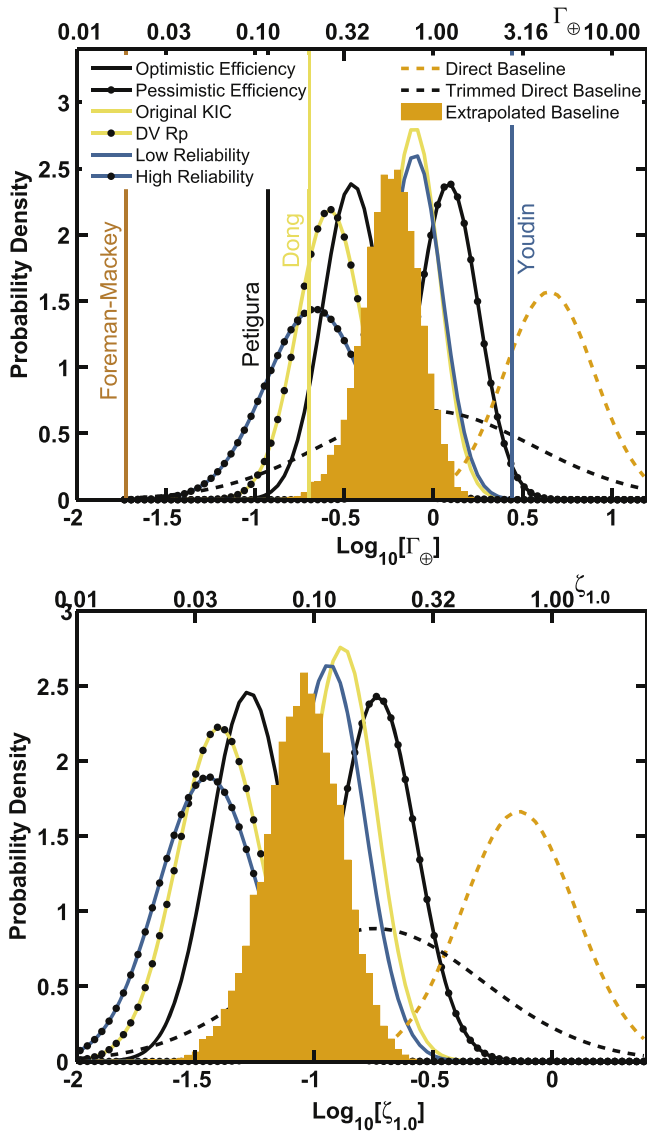 0.01 0.03 0.10 0.32 1.00 3.16 Γ⊕ 10.00
Optimistic Efficiency
Pessimistic Efficiency
Original KIC
DV Rp
Low Reliability
High Reliability
Direct Baseline
Trimmed Direct Baseline
Extrapolated Baseline
Foreman-Mackey
Petigura
Dong
Youdin
Probability Density
3
2.5
2
1.5
1
0.5
0
-2 -1.5 -1 -0.5 0 0.5 1
Log10[Γ⊕]
0.01 0.03 0.10 0.32 1.00 ζ1.0
Probability Density
3
2.5
2
1.5
1
0.5
0
-2 -1.5 -1 -0.5 0
Log10[ζ1.0]